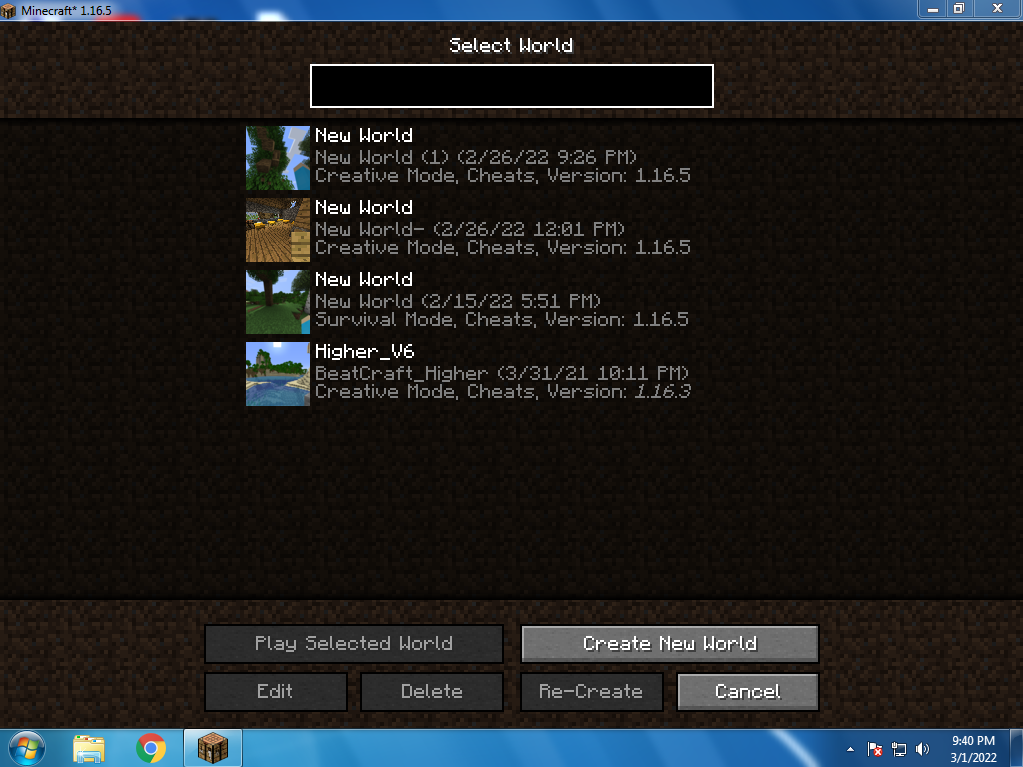 Minecraft* 1.16.5
Select World
New World
New World (1) (2/26/22 9:26 PM)
Creative Mode, Cheats, Version: 1.16.5
New World
New World- (2/26/22 12:01 PM)
Creative Mode, Cheats, Version: 1.16.5
New World
New World (2/15/22 5:51 PM)
Survival Mode, Cheats, Version: 1.16.5
Higher_V6
BeatCraft_Higher (3/31/21 10:11 PM)
Creative Mode, Cheats, Version: 1.16.3
Play Selected World
Create New World
Edit
Delete
Re-Create
Cancel
9:40 PM
3/1/2022